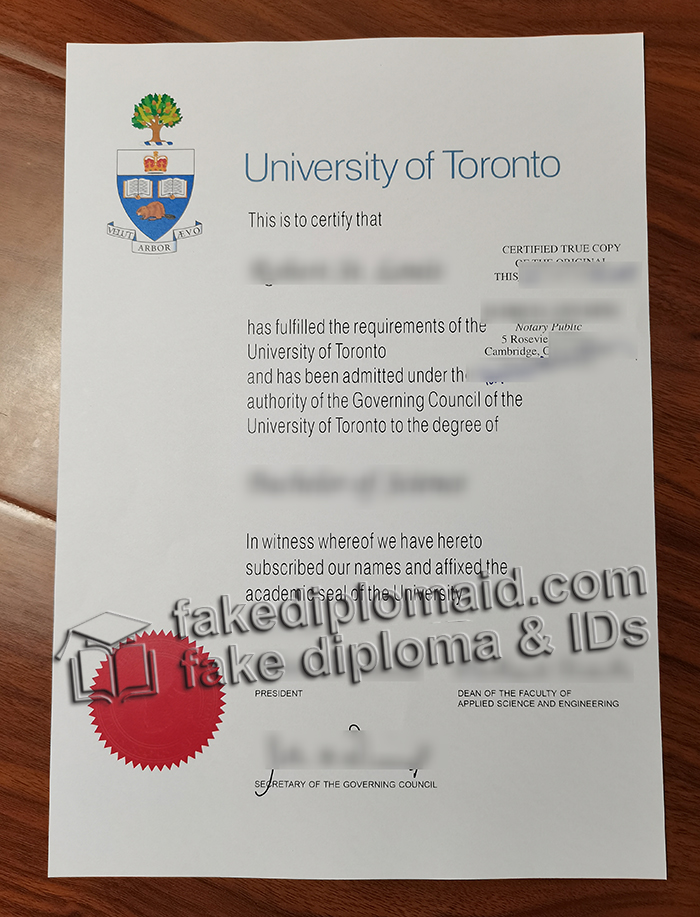 University of Toronto
This is to certify that
VELUT ARBOR ÆVO
CERTIFIED TRUE COPY
OF THE ORIGINAL
THIS
has fulfilled the requirements of the
Notary Public
University of Toronto
5 Rosevie
Cambridge,
and has been admitted under
authority of the Governing Council of the
University of Toronto to the degree of
In witness whereof we have hereto
subscribed our names and affixed the
academic seal of the University
fakediplomaid.com
fake diploma & IDs
PRESIDENT
DEAN OF THE FACULTY OF
APPLIED SCIENCE AND ENGINEERING
SECRETARY OF THE GOVERNING COUNCIL